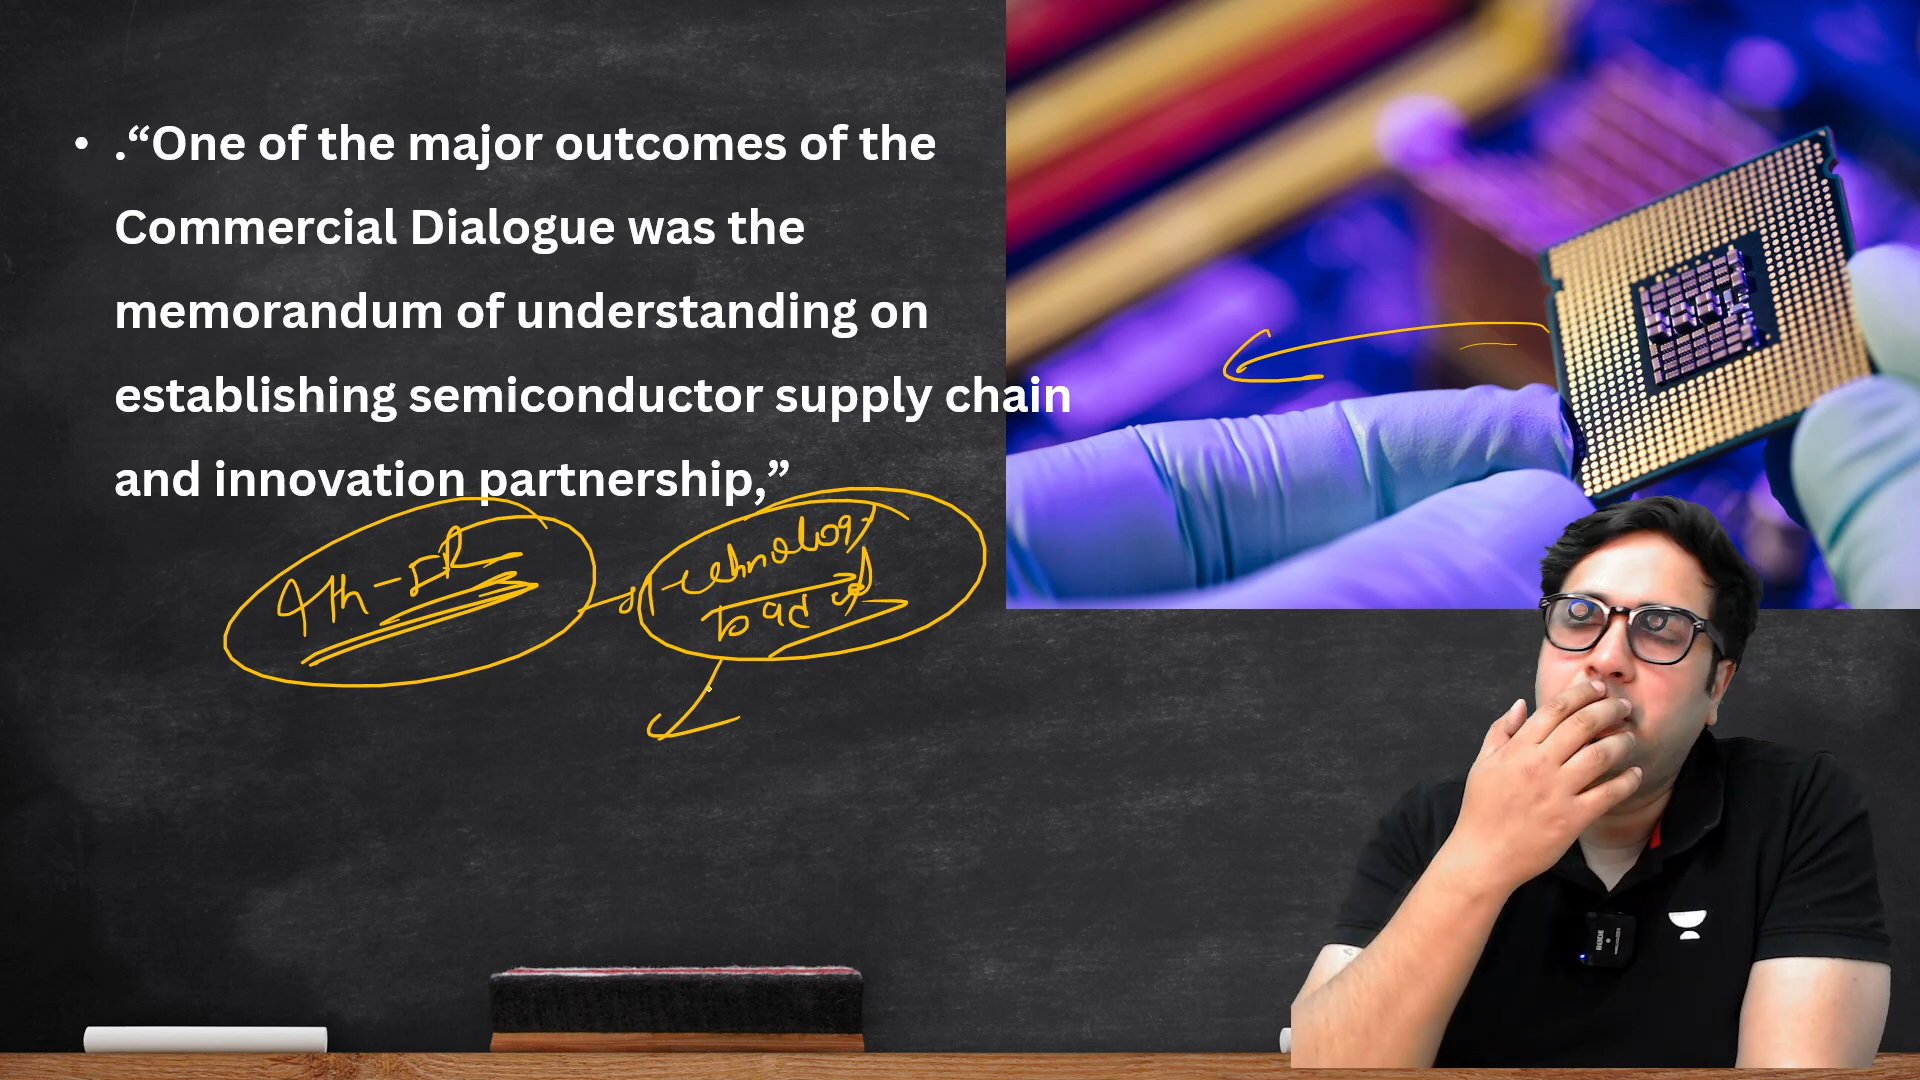 • .“One of the major outcomes of the
Commercial Dialogue was the
memorandum of understanding on
establishing semiconductor supply chain
and innovation partnership,”
4th-IR
Technology
RODE